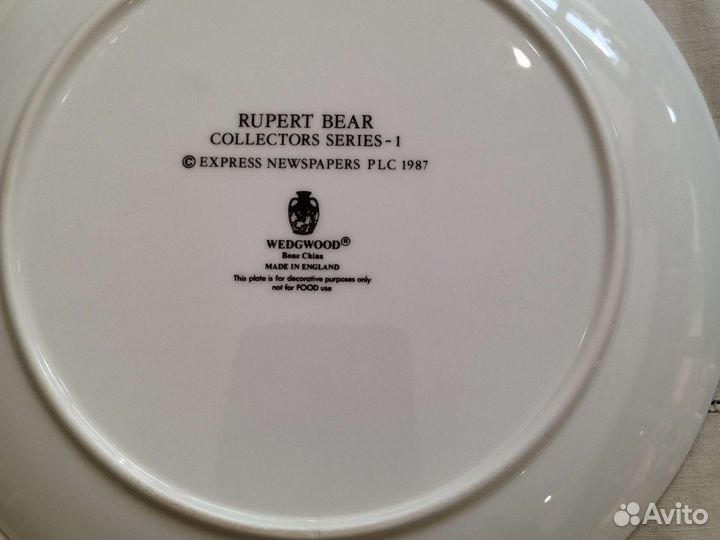 RUPERT BEAR
COLLECTORS SERIES - 1
© EXPRESS NEWSPAPERS PLC 1987
WEDGWOOD®
Bone China
MADE IN ENGLAND
This plate is for decorative purposes only
not for FOOD use
Avito